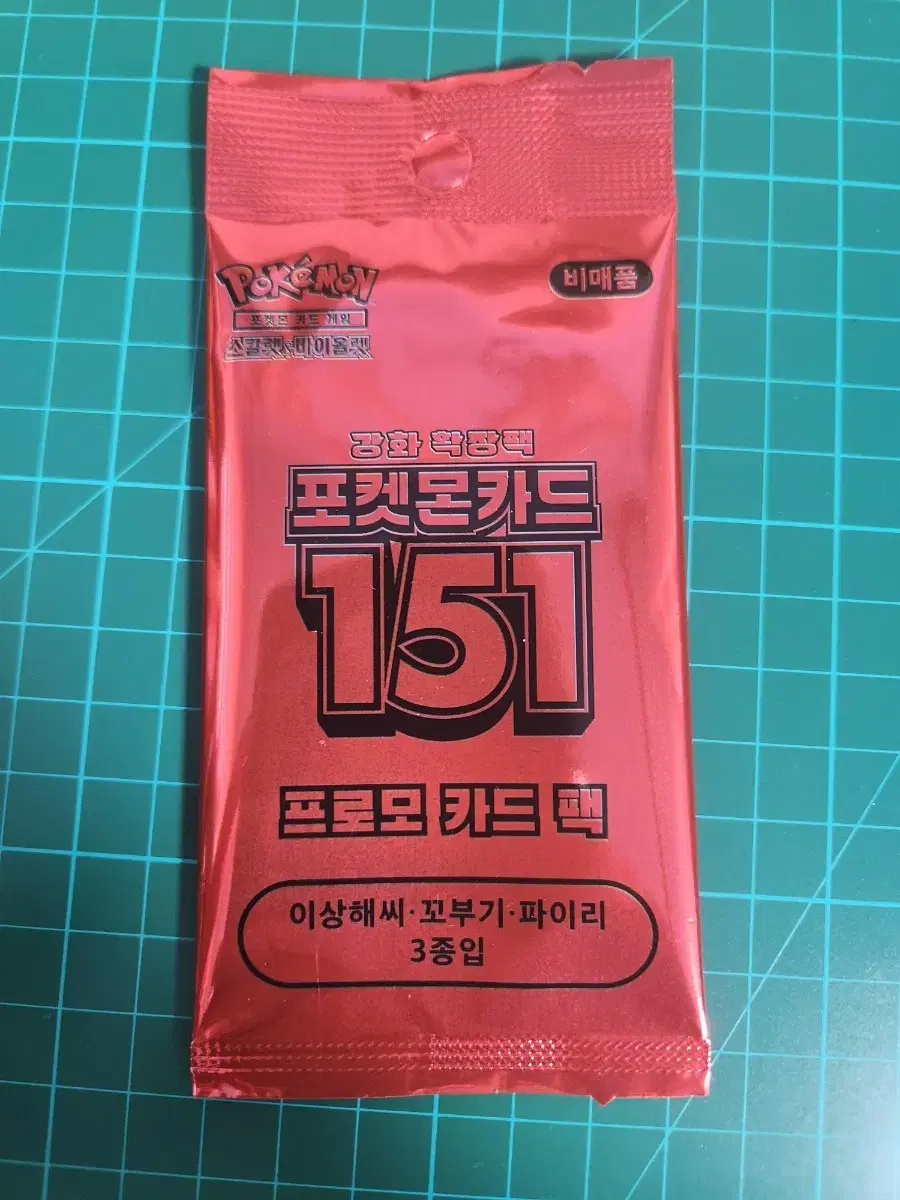 POKéMON
포켓몬 카드 게임
스칼렛&바이올렛
비매품
강화 확장팩
포켓몬카드
151
프로모 카드 팩
이상해씨·꼬부기·파이리
3종입